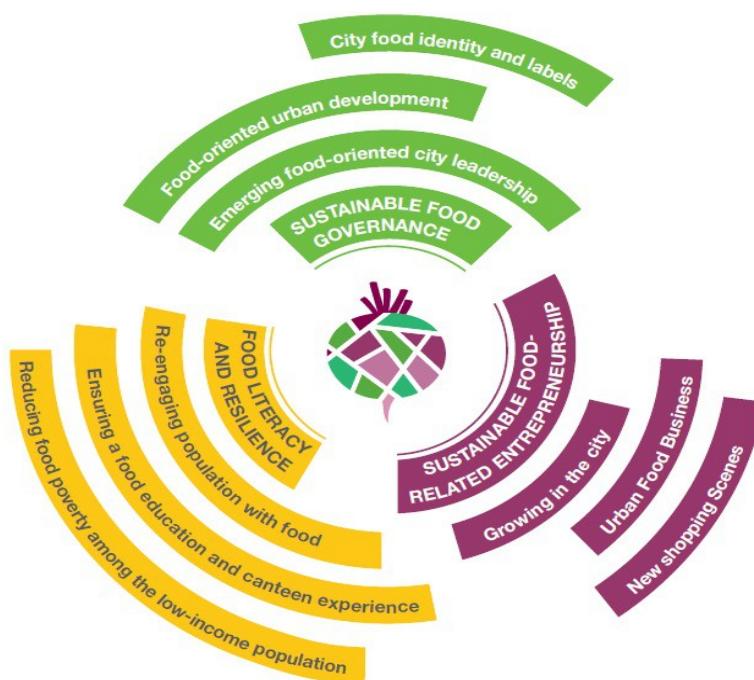 City food identity and labels
Food-oriented urban development
Emerging food-oriented city leadership
SUSTAINABLE FOOD
GOVERNANCE
SUSTAINABLE FOOD-
RELATED ENTREPRENEURSHIP
Growing in the city
Urban Food Business
New shopping Scenes
FOOD LITERACY
AND RESILIENCE
Re-engaging population with food
Ensuring a food education and canteen experience
Reducing food poverty among the low-income population